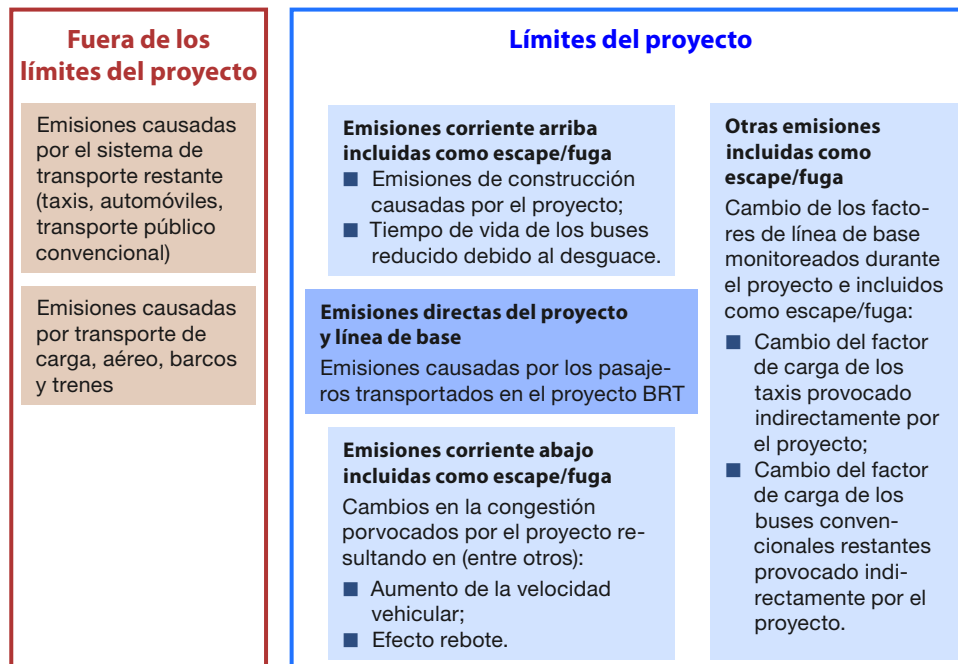 Fuera de los
límites del proyecto
Emisiones causadas
por el sistema de
transporte restante
(taxis, automóviles,
transporte público
convencional)
Emisiones causadas
por transporte de
carga, aéreo, barcos
y trenes
Límites del proyecto
Emisiones corriente arriba
incluidas como escape/fuga
■ Emisiones de construcción
causadas por el proyecto;
■ Tiempo de vida de los buses
reducido debido al desguace.
Emisiones directas del proyecto
y línea de base
Emisiones causadas por los pasaje-
ros transportados en el proyecto BRT
Emisiones corriente abajo
incluidas como escape/fuga
Cambios en la congestión
porvocados por el proyecto re-
sultando en (entre otros):
■ Aumento de la velocidad
vehicular;
■ Efecto rebote.
Otras emisiones
incluidas como
escape/fuga
Cambio de los facto-
res de línea de base
monitoreados durante
el proyecto e incluidos
como escape/fuga:
■ Cambio del factor
de carga de los
taxis provocado
indirectamente por
el proyecto;
■ Cambio del factor
de carga de los
buses conven-
cionales restantes
provocado indi-
rectamente por el
proyecto.